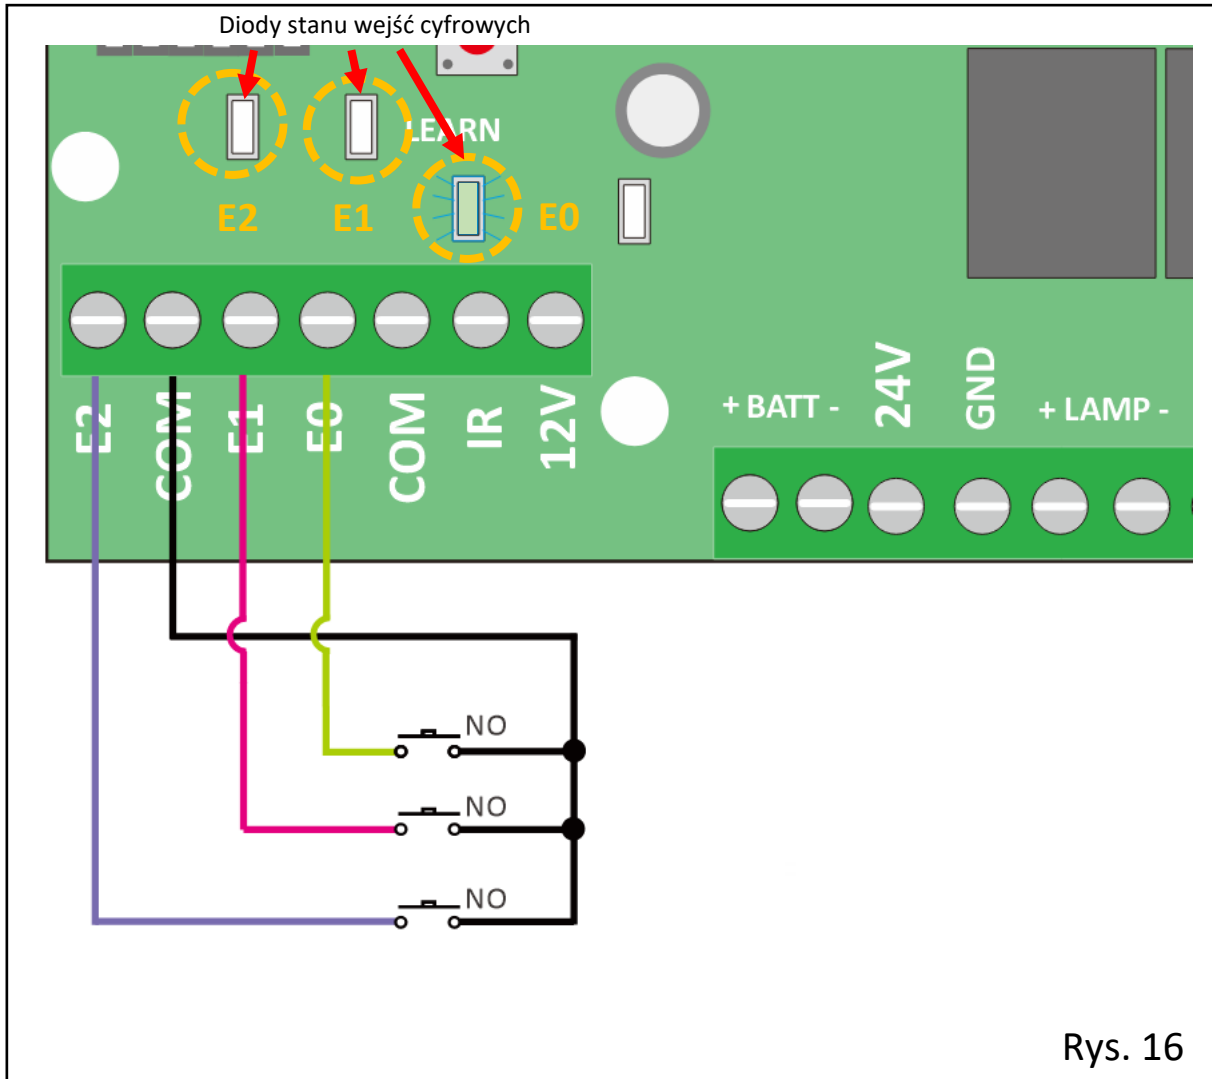 Diody stanu wejść cyfrowych
LEARN
E2
E1
E0
E2
COM
E1
E0
COM
IR
12V
+ BATT -
24V
GND
+ LAMP -
NO
NO
NO
Rys. 16